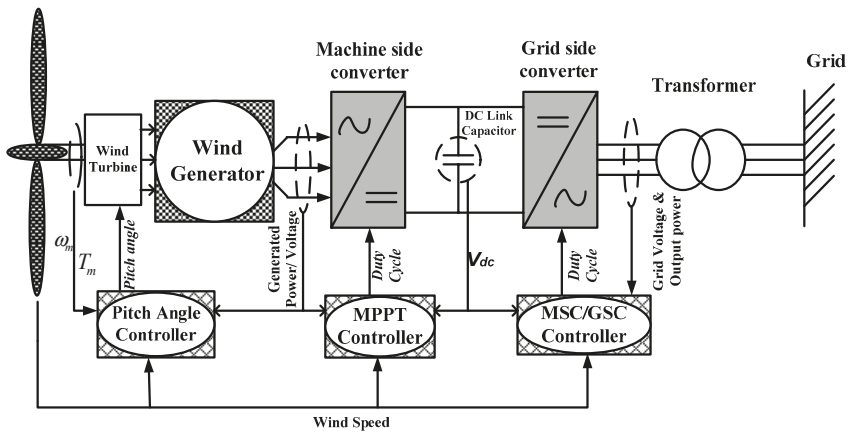 Machine side
converter
Grid side
converter
Transformer
Grid
Wind
Turbine
Wind
Generator
DC Link
Capacitor
ωm
Tm
Pitch angle
Generated
Power/ Voltage
Duty
Cycle
Vdc
Duty
Cycle
Grid Voltage &
Output power
Pitch Angle
Controller
MPPT
Controller
MSC/GSC
Controller
Wind Speed